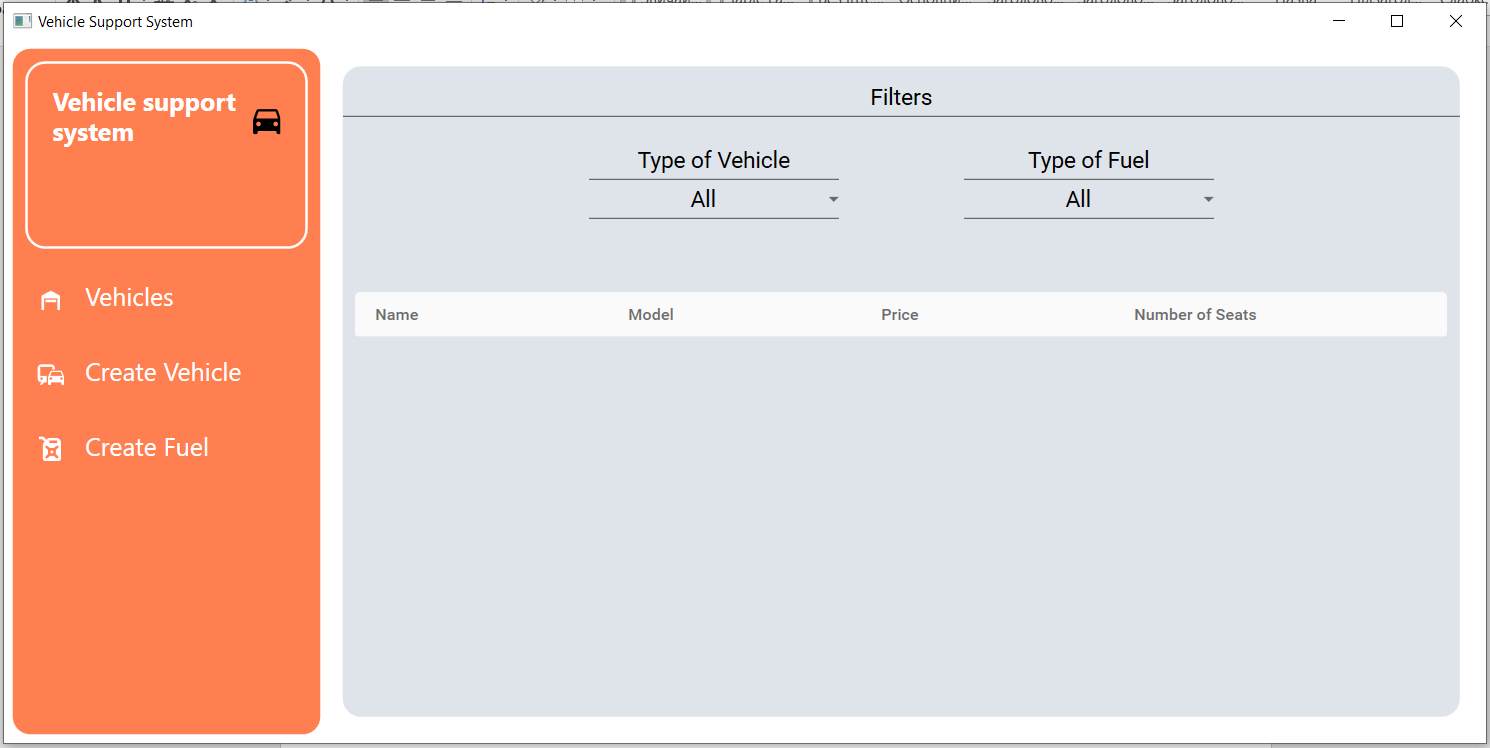 Vehicle Support System
Vehicle support
system
Vehicles
Create Vehicle
Create Fuel
Filters
Type of Vehicle
Type of Fuel
All
All
Name
Model
Price
Number of Seats